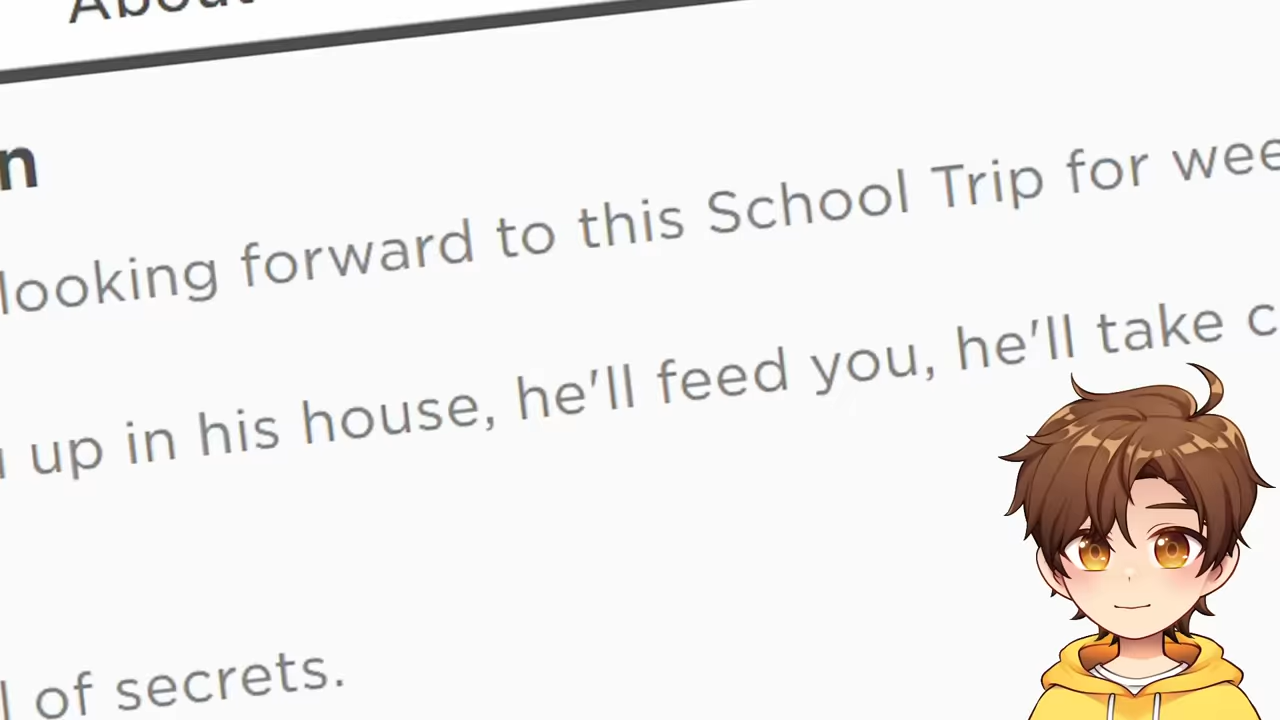 About
n
looking forward to this School Trip for wee
up in his house, he'll feed you, he'll take c
l of secrets.